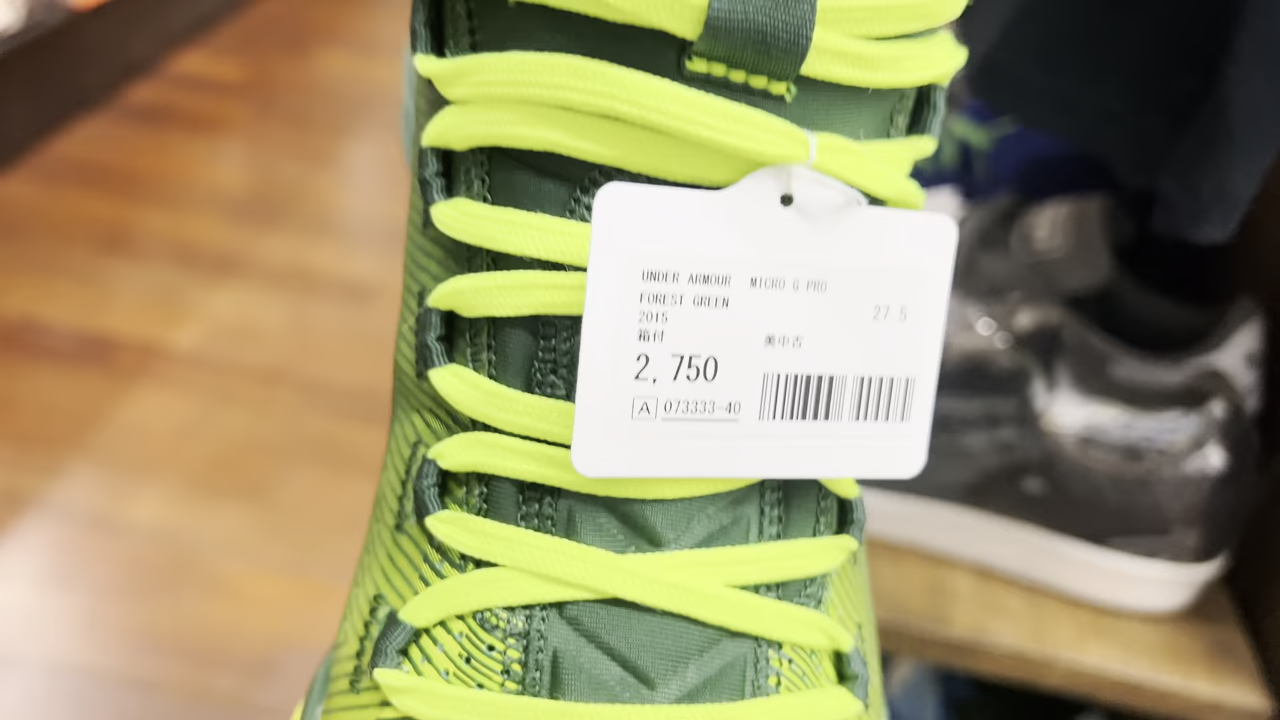 UNDER ARMOUR MICRO G PRO
FOREST GREEN
2015
27.5
箱付 美中古
2,750
A 073333-40